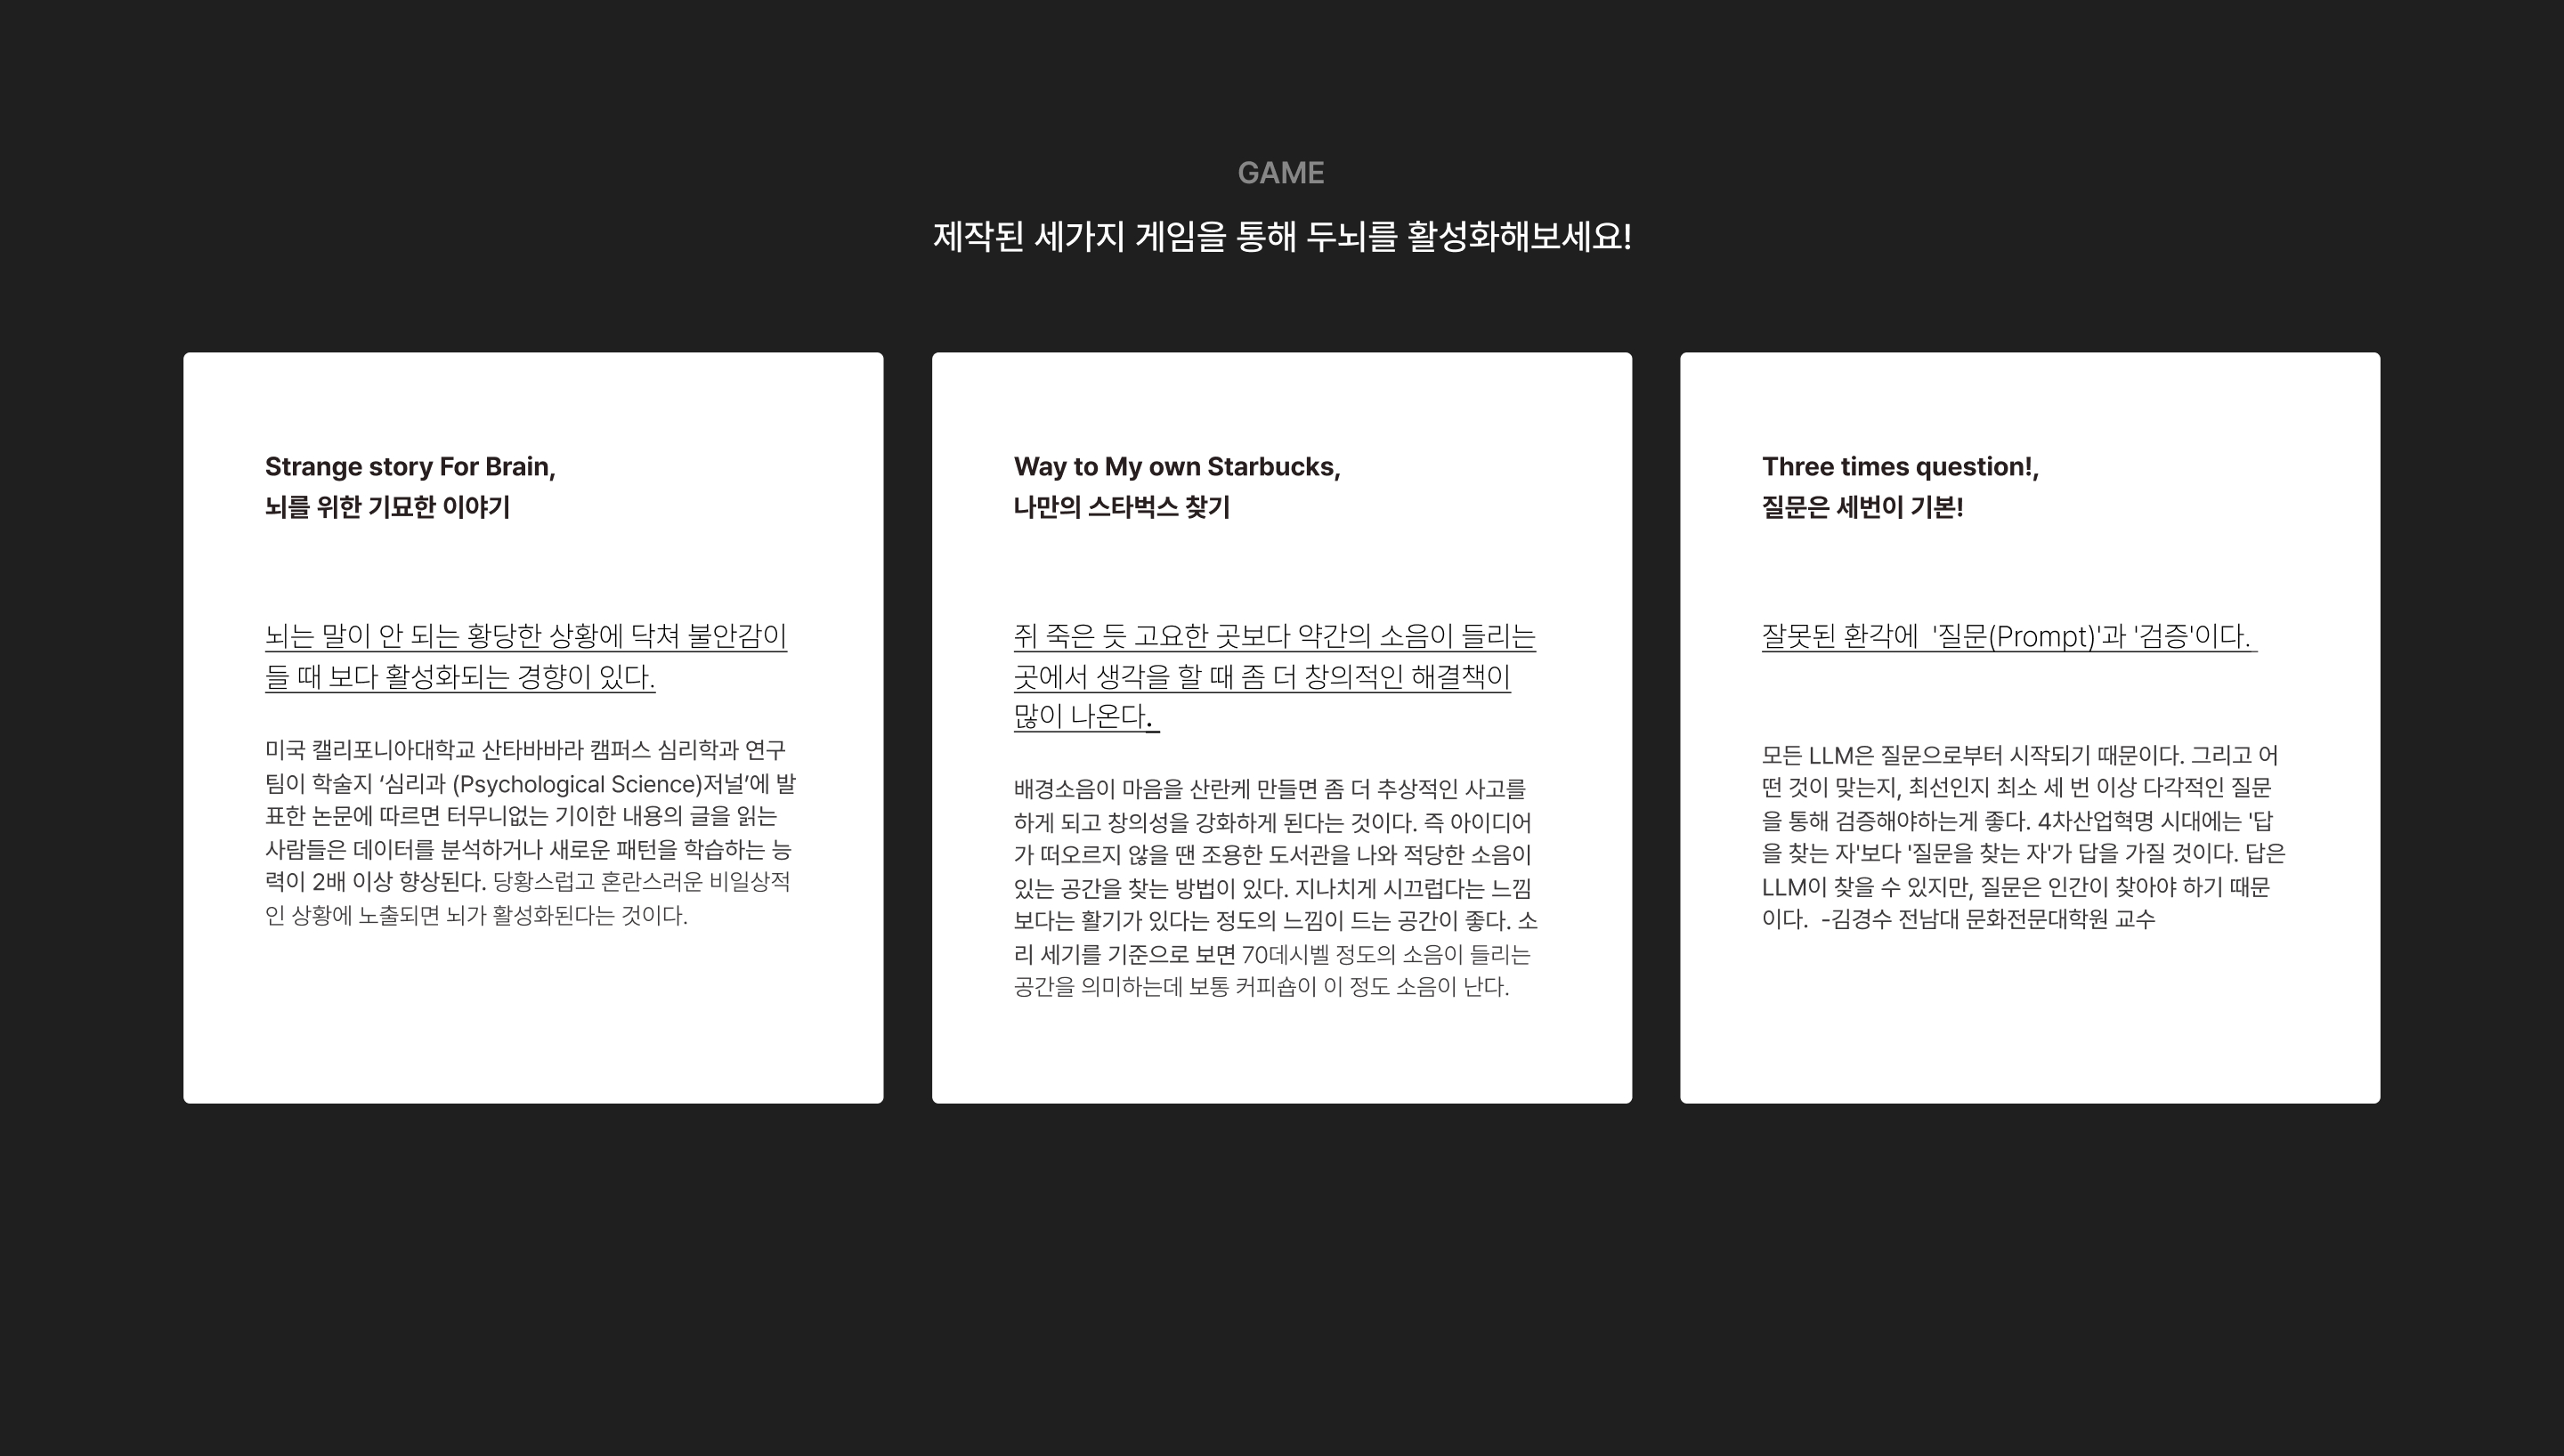 GAME
제작된 세가지 게임을 통해 두뇌를 활성화해보세요!
Strange story For Brain,
뇌를 위한 기묘한 이야기
뇌는 말이 안 되는 황당한 상황에 닥쳐 불안감이
들 때 보다 활성화되는 경향이 있다.
미국 캘리포니아대학교 산타바바라 캠퍼스 심리학과 연구
팀이 학술지 ‘심리과 (Psychological Science)저널’에 발
표한 논문에 따르면 터무니없는 기이한 내용의 글을 읽는
사람들은 데이터를 분석하거나 새로운 패턴을 학습하는 능
력이 2배 이상 향상된다. 당황스럽고 혼란스러운 비일상적
인 상황에 노출되면 뇌가 활성화된다는 것이다.
Way to My own Starbucks,
나만의 스타벅스 찾기
쥐 죽은 듯 고요한 곳보다 약간의 소음이 들리는
곳에서 생각을 할 때 좀 더 창의적인 해결책이
많이 나온다.
배경소음이 마음을 산란케 만들면 좀 더 추상적인 사고를
하게 되고 창의성을 강화하게 된다는 것이다. 즉 아이디어
가 떠오르지 않을 땐 조용한 도서관을 나와 적당한 소음이
있는 공간을 찾는 방법이 있다. 지나치게 시끄럽다는 느낌
보다는 활기가 있다는 정도의 느낌이 드는 공간이 좋다. 소
리 세기를 기준으로 보면 70데시벨 정도의 소음이 들리는
공간을 의미하는데 보통 커피숍이 이 정도 소음이 난다.
Three times question!,
질문은 세번이 기본!
잘못된 환각에  '질문(Prompt)'과 '검증'이다.
모든 LLM은 질문으로부터 시작되기 때문이다. 그리고 어
떤 것이 맞는지, 최선인지 최소 세 번 이상 다각적인 질문
을 통해 검증해야하는게 좋다. 4차산업혁명 시대에는 '답
을 찾는 자'보다 '질문을 찾는 자'가 답을 가질 것이다. 답은
LLM이 찾을 수 있지만, 질문은 인간이 찾아야 하기 때문
이다.  -김경수 전남대 문화전문대학원 교수